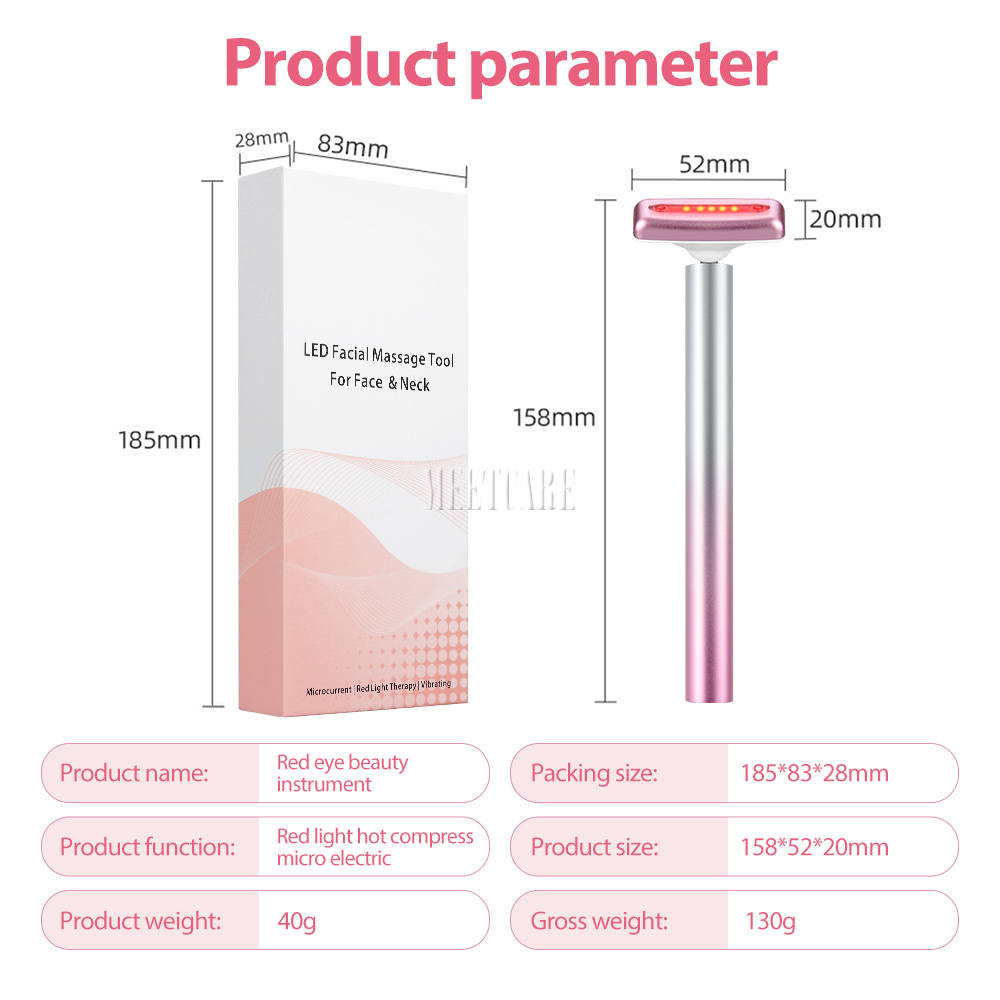 Product parameter
28mm
83mm
52mm
20mm
185mm
158mm
LED Facial Massage Tool
For Face & Neck
MEETCARE
Microcurrent | Red Light Therapy | Vibrating
Product name:
Red eye beauty
instrument
Packing size:
185*83*28mm
Product function:
Red light hot compress
micro electric
Product size:
158*52*20mm
Product weight:
40g
Gross weight:
130g